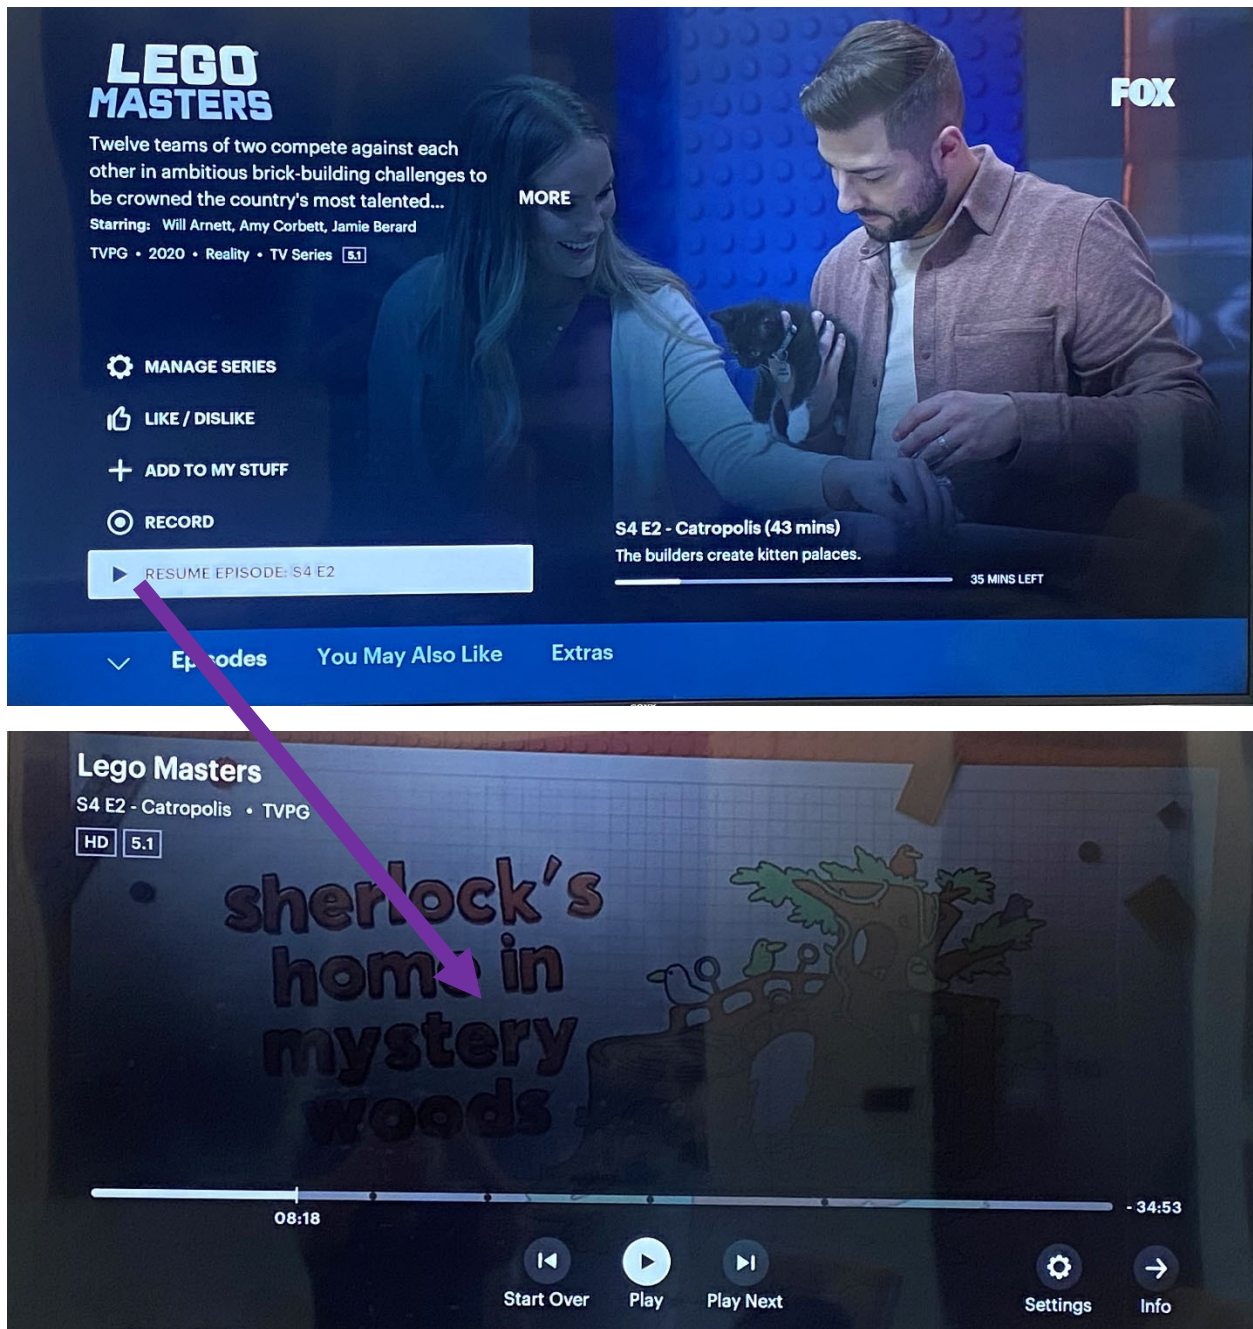 LEGO
MASTERS
FOX
Twelve teams of two compete against each
other in ambitious brick-building challenges to
be crowned the country's most talented...
MORE
Starring: Will Arnett, Amy Corbett, Jamie Berard
TVPG • 2020 • Reality • TV Series 5.1
MANAGE SERIES
LIKE / DISLIKE
ADD TO MY STUFF
RECORD
RESUME EPISODE: S4 E2
S4 E2 - Catropolis (43 mins)
The builders create kitten palaces.
35 MINS LEFT
Episodes You May Also Like Extras
SONY
Lego Masters
S4 E2 - Catropolis • TVPG
HD 5.1
sherlock's
home in
mystery
woods
08:18
- 34:53
Start Over Play Play Next
Settings Info